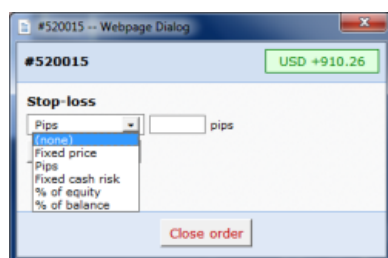 #520015 -- Webpage Dialog
#520015 USD +910.26
Stop-loss
Pips pips
(none)
Fixed price
Pips
Fixed cash risk
% of equity
% of balance
Close order